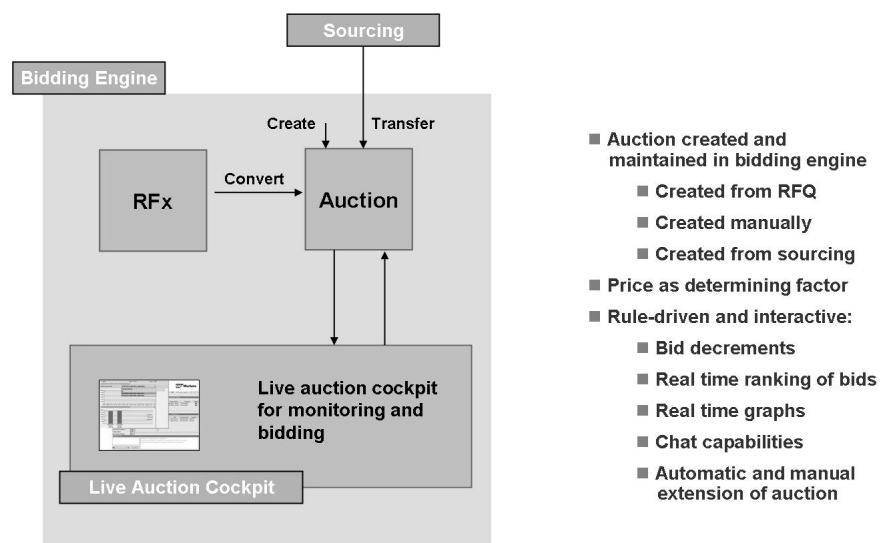 Sourcing
Bidding Engine
Create
Transfer
RFx
Convert
Auction
Live auction cockpit
for monitoring and
bidding
Live Auction Cockpit
Auction created and
maintained in bidding engine
Created from RFQ
Created manually
Created from sourcing
Price as determining factor
Rule-driven and interactive:
Bid decrements
Real time ranking of bids
Real time graphs
Chat capabilities
Automatic and manual
extension of auction